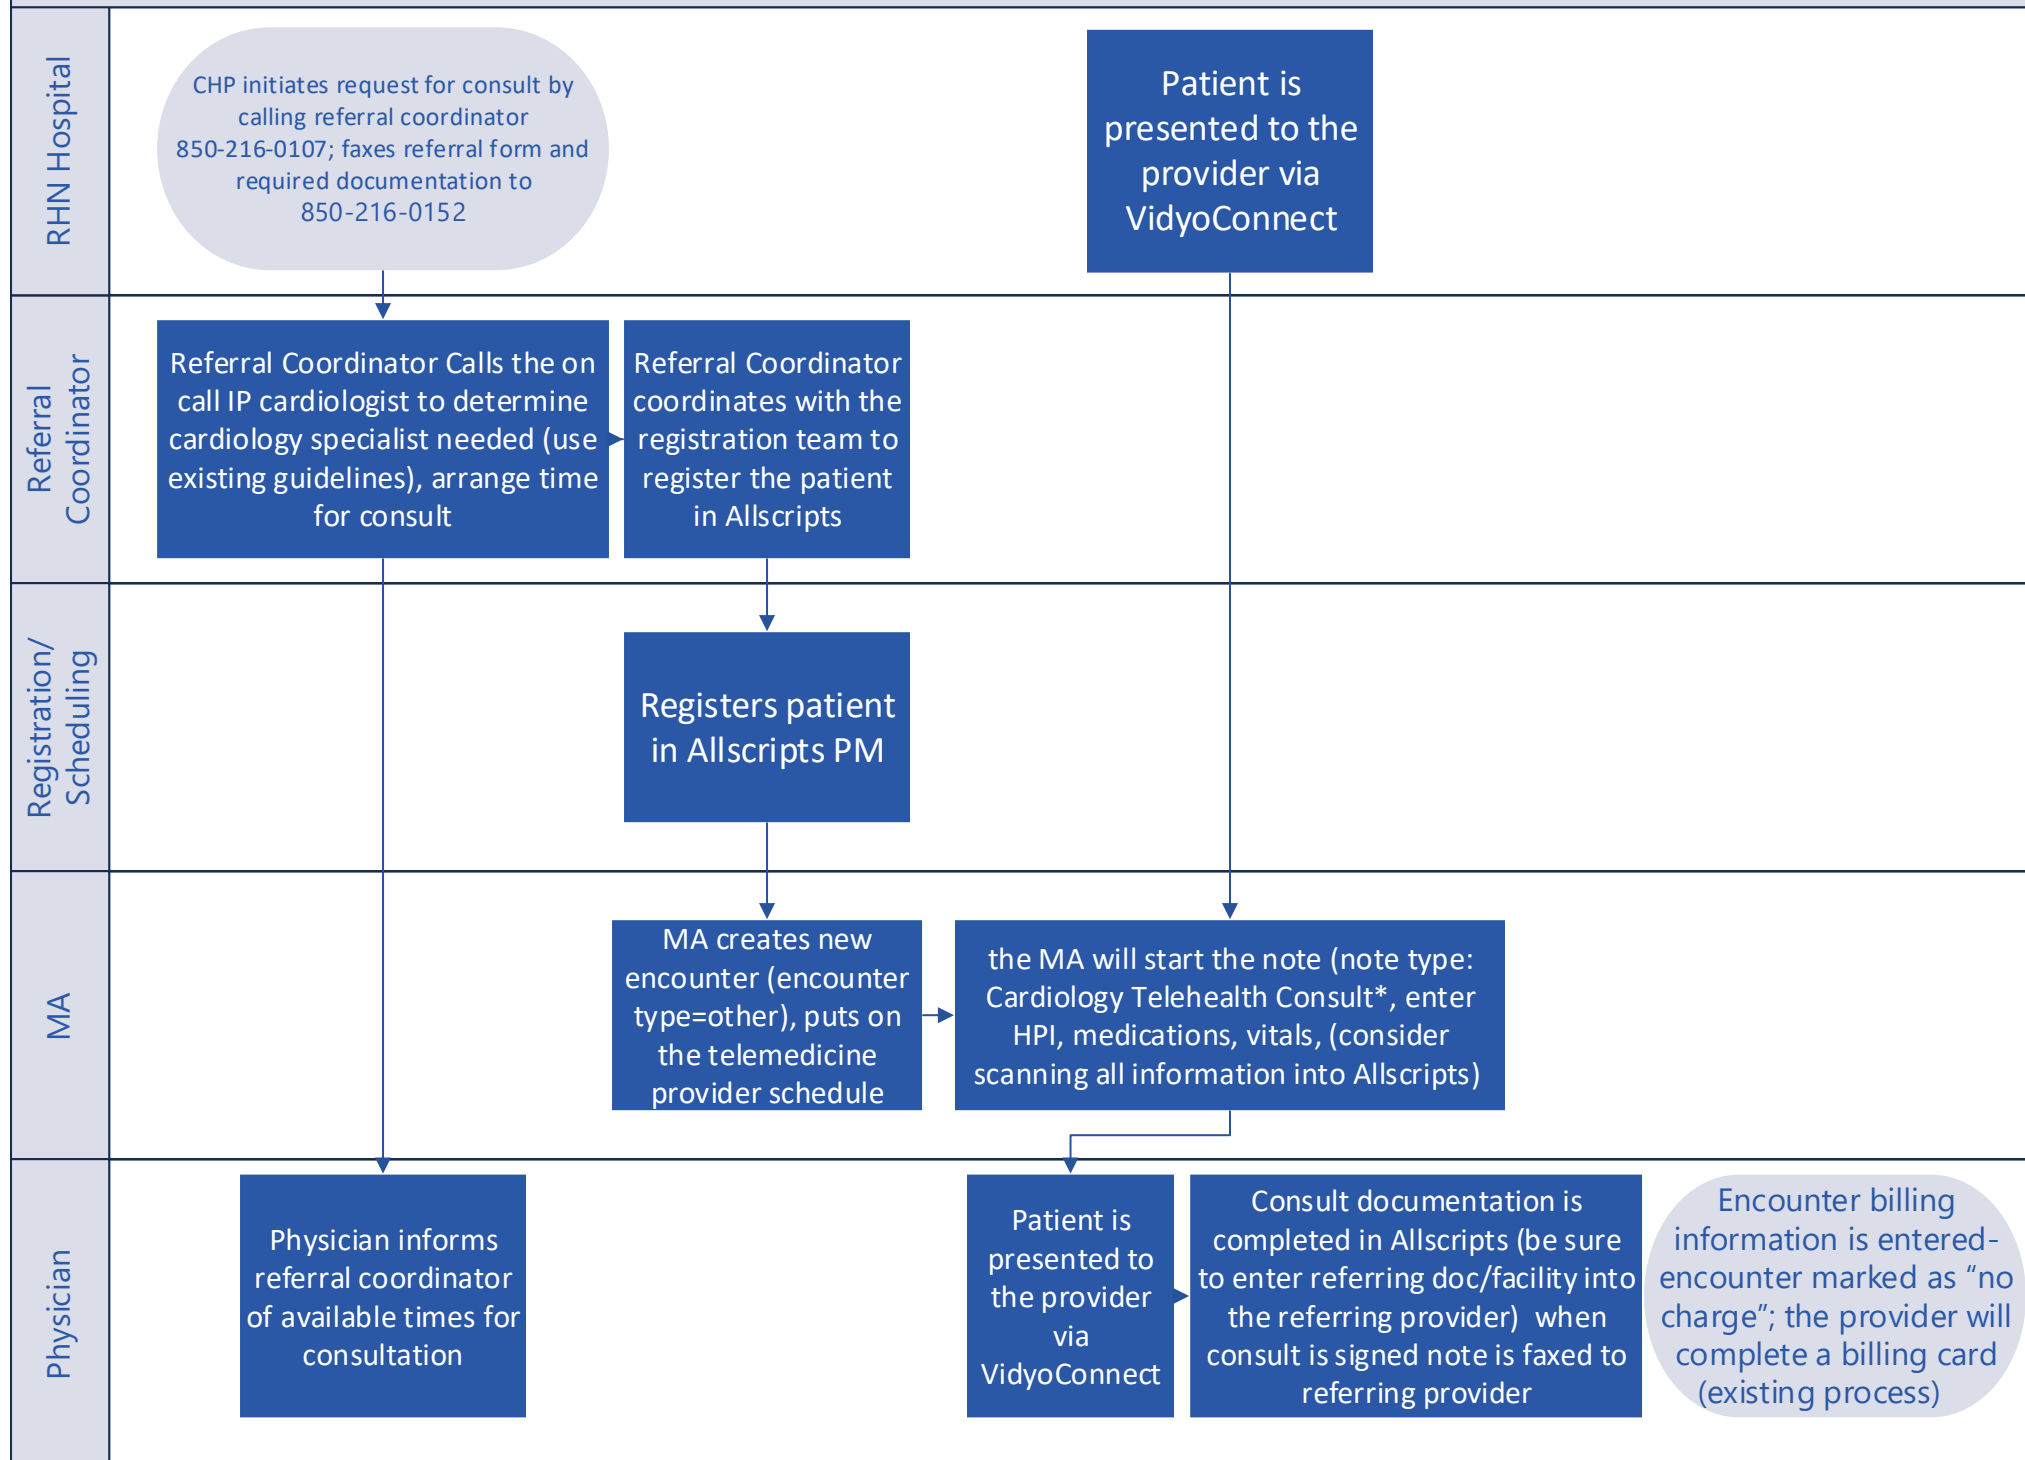 RHN Hospital
CHP initiates request for consult by
calling referral coordinator
850-216-0107; faxes referral form and
required documentation to
850-216-0152
Patient is
presented to the
provider via
VidyoConnect
Referral
Coordinator
Referral Coordinator Calls the on
call IP cardiologist to determine
cardiology specialist needed (use
existing guidelines), arrange time
for consult
Referral Coordinator
coordinates with the
registration team to
register the patient
in Allscripts
Registration/
Scheduling
Registers patient
in Allscripts PM
MA
MA creates new
encounter (encounter
type=other), puts on
the telemedicine
provider schedule
the MA will start the note (note type:
Cardiology Telehealth Consult*, enter
HPI, medications, vitals, (consider
scanning all information into Allscripts)
Physician
Physician informs
referral coordinator
of available times for
consultation
Patient is
presented to
the provider
via
VidyoConnect
Consult documentation is
completed in Allscripts (be sure
to enter referring doc/facility into
the referring provider)  when
consult is signed note is faxed to
referring provider
Encounter billing
information is entered-
encounter marked as “no
charge”; the provider will
complete a billing card
(existing process)